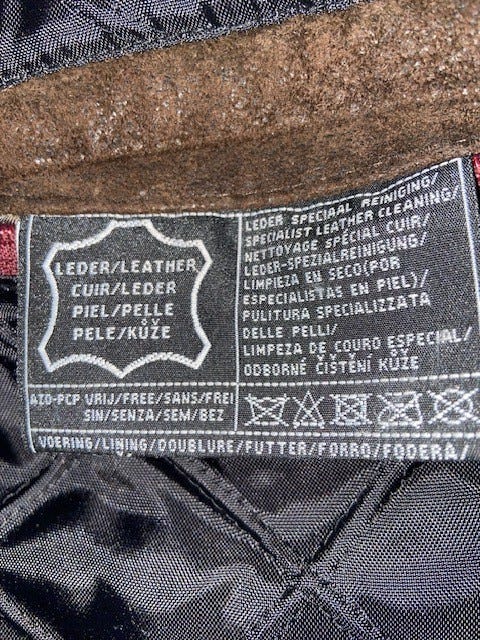 LEDER/LEATHER
CUIR/LEDER
PIEL/PELLE
PELE/KŮŽE
LEDER SPECIAAL REINIGING/
SPECIALIST LEATHER CLEANING/
NETTOYAGE SPÉCIAL CUIR/
LEDER-SPEZIALREINIGUNG/
LIMPIEZA EN SECO(POR
ESPECIALISTAS EN PIEL)/
PULITURA SPECIALIZZATA
DELLE PELLI/
LIMPEZA DE COURO ESPECIAL/
ODBORNÉ ČIŠTĚNÍ KŮŽE
AZO-PCP VRIJ/FREE/SANS/FREI
SIN/SENZA/SEM/BEZ
VOERING/LINING/DOUBLURE/FUTTER/FORRO/FODERA/